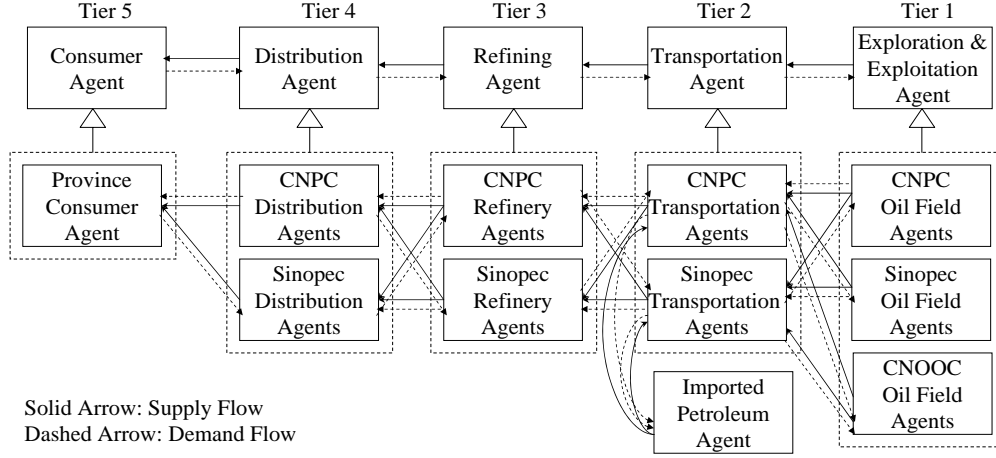 Tier 5
Tier 4
Tier 3
Tier 2
Tier 1
Consumer
Agent
Distribution
Agent
Refining
Agent
Transportation
Agent
Exploration &
Exploitation
Agent
Province
Consumer
Agent
CNPC
Distribution
Agents
CNPC
Refinery
Agents
CNPC
Transportation
Agents
CNPC
Oil Field
Agents
Sinopec
Distribution
Agents
Sinopec
Refinery
Agents
Sinopec
Transportation
Agents
Sinopec
Oil Field
Agents
Imported
Petroleum
Agent
CNOOC
Oil Field
Agents
Solid Arrow: Supply Flow
Dashed Arrow: Demand Flow